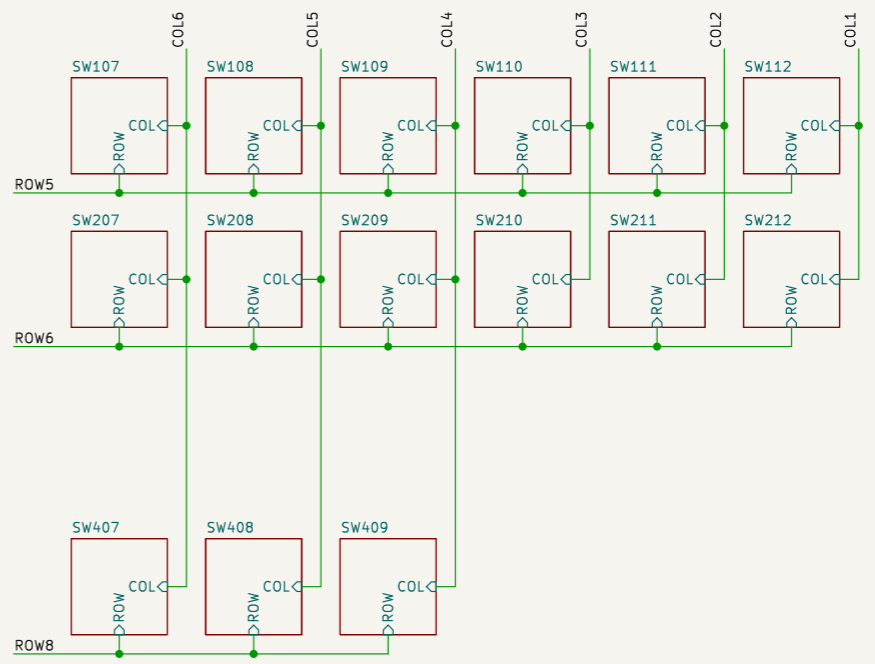 COL6 COL5 COL4 COL3 COL2 COL1
SW107 SW108 SW109 SW110 SW111 SW112
COL COL COL COL COL COL
ROW ROW ROW ROW ROW ROW
ROW5
SW207 SW208 SW209 SW210 SW211 SW212
COL COL COL COL COL COL
ROW ROW ROW ROW ROW ROW
ROW6
SW407 SW408 SW409
COL COL COL
ROW ROW ROW
ROW8